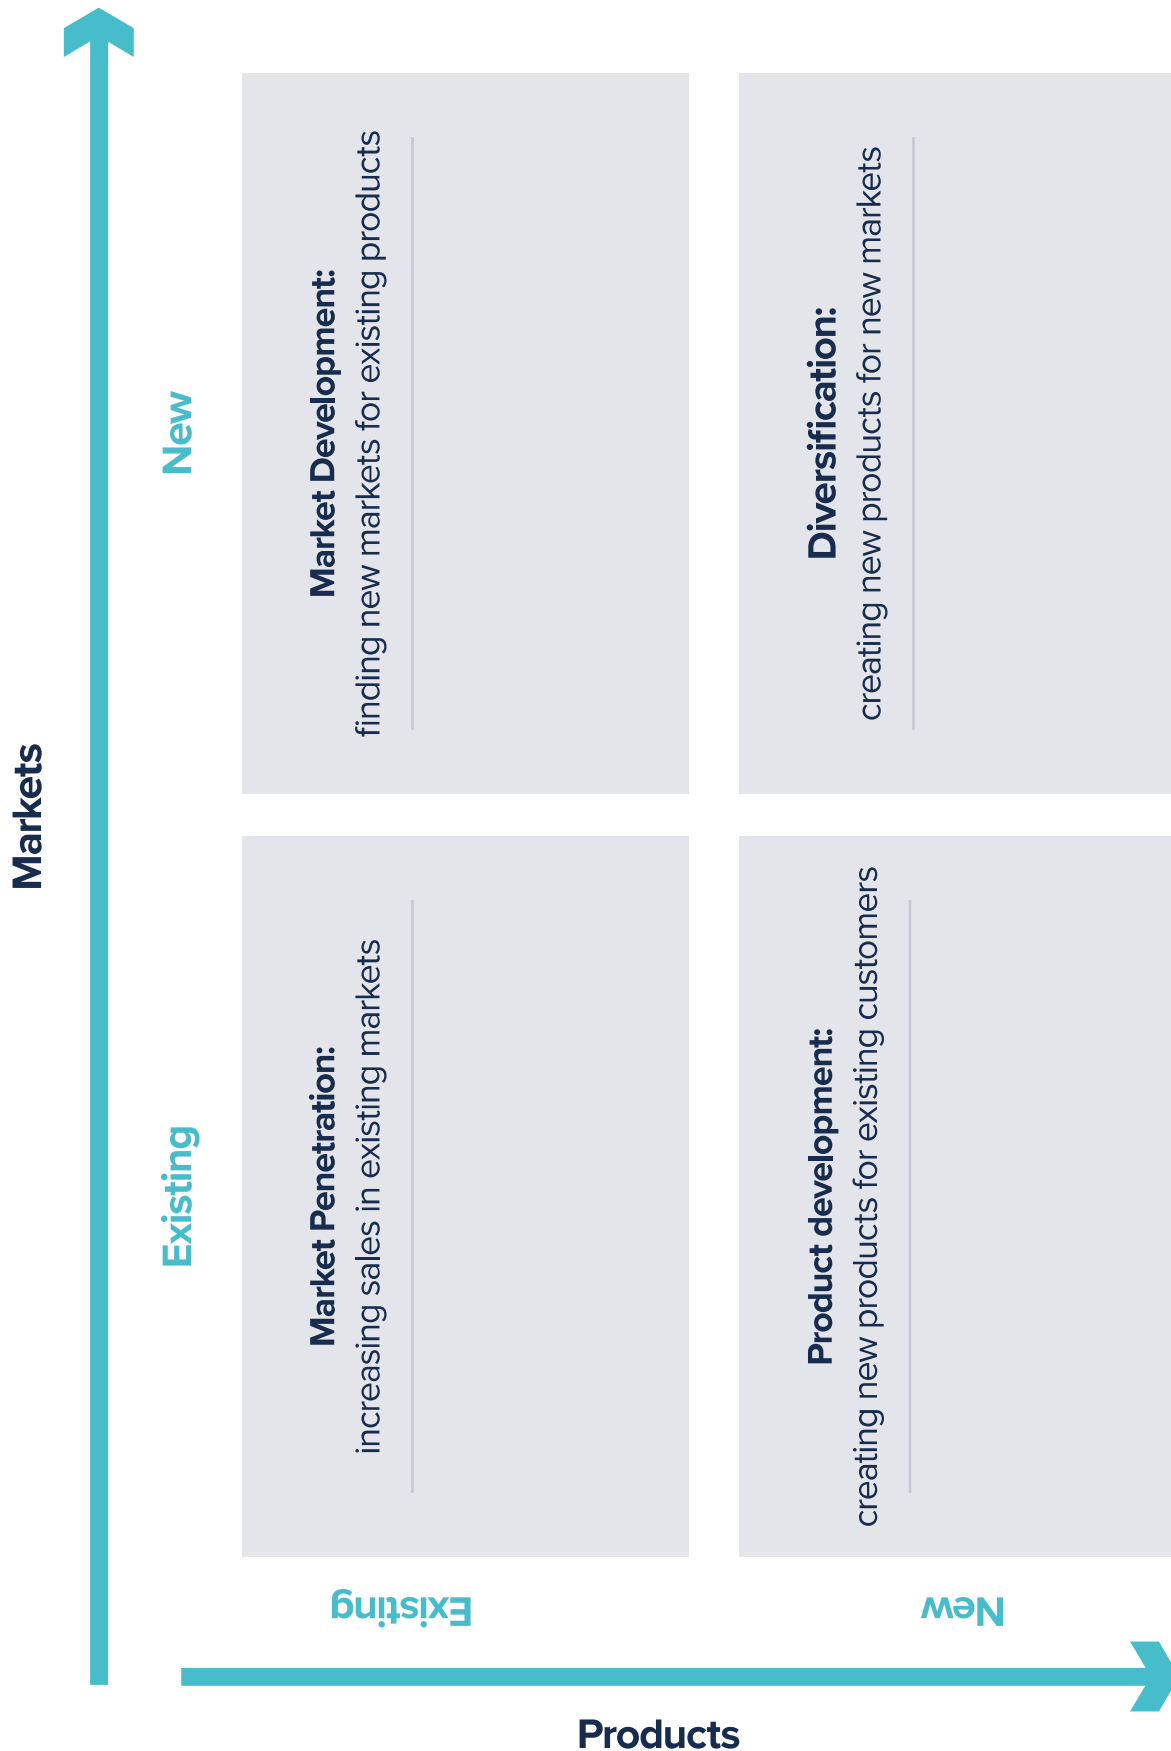 Markets
New
Existing
Market Development:
finding new markets for existing products
Diversification:
creating new products for new markets
Market Penetration:
increasing sales in existing markets
Product development:
creating new products for existing customers
Existing
New
Products